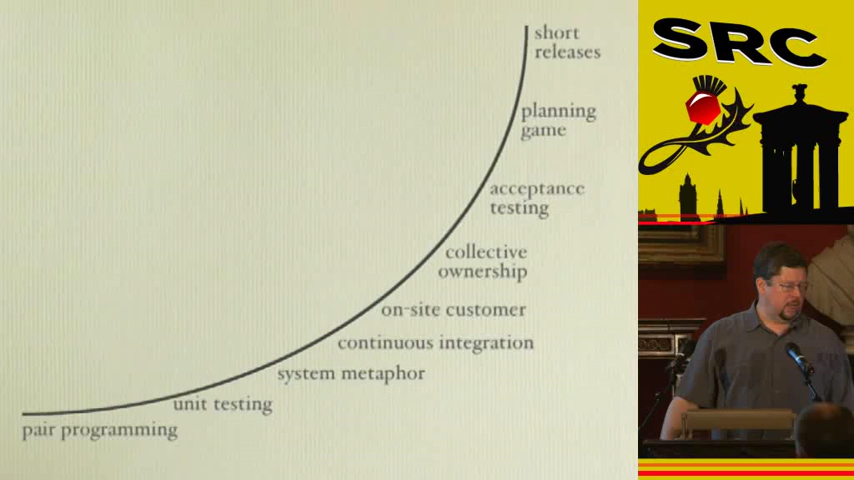 short
releases
planning
game
acceptance
testing
collective
ownership
on-site customer
continuous integration
system metaphor
unit testing
pair programming
SRC